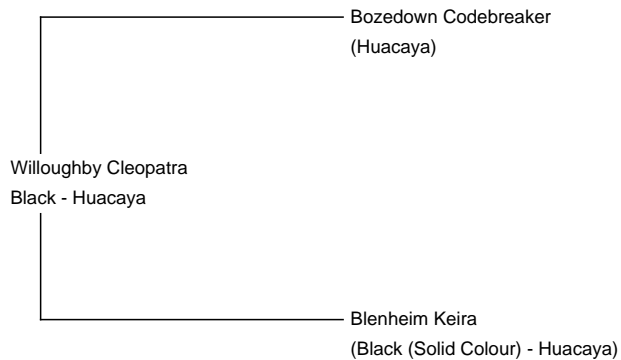 Bozedown Codebreaker
(Huacaya)
Willoughby Cleopatra
Black - Huacaya
Blenheim Keira
(Black (Solid Colour) - Huacaya)